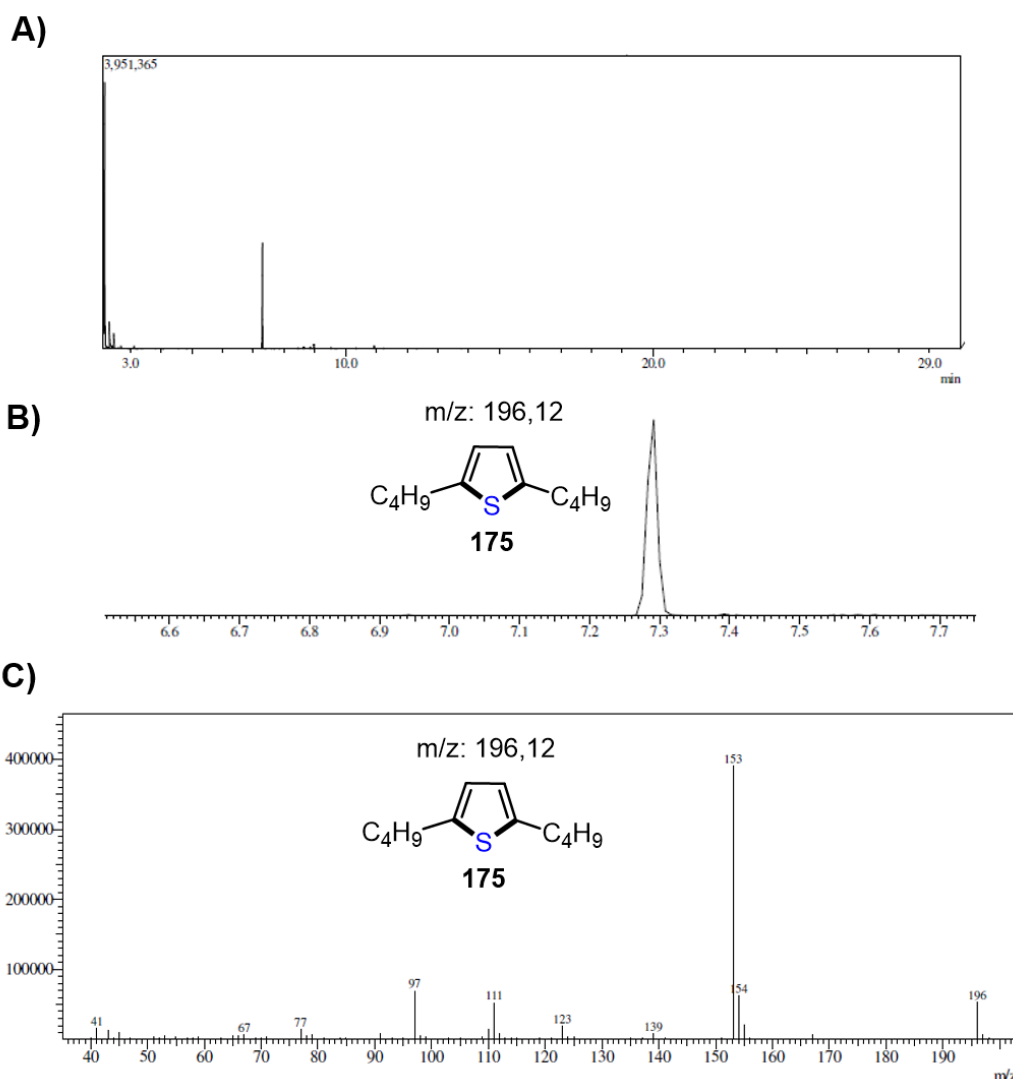 A)
3,951,365
3.0 10.0 20.0 29.0
min
B)
m/z: 196,12
C₄H₉ S C₄H₉
175
6.6 6.7 6.8 6.9 7.0 7.1 7.2 7.3 7.4 7.5 7.6 7.7
C)
m/z: 196,12
C₄H₉ S C₄H₉
175
400000
300000
200000
100000
153
97
111
154
196
41
67
77
123
139
40 50 60 70 80 90 100 110 120 130 140 150 160 170 180 190
m/z